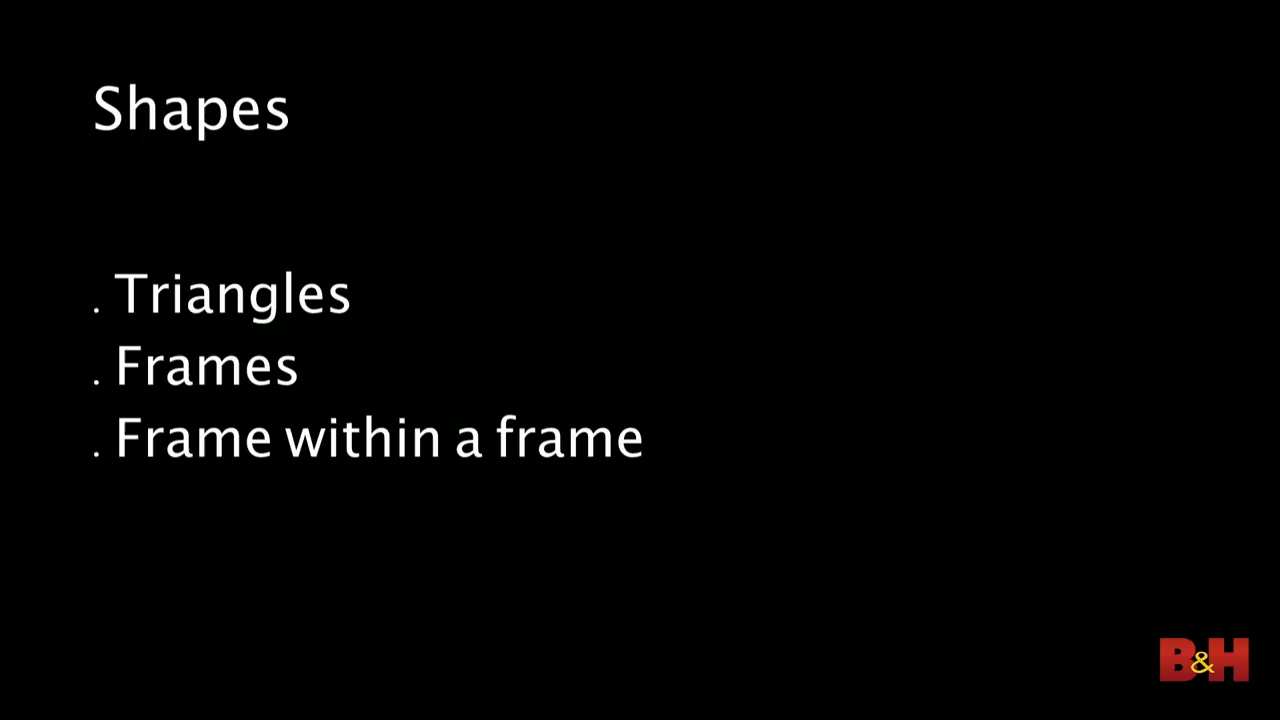 Shapes
. Triangles
. Frames
. Frame within a frame
B&H